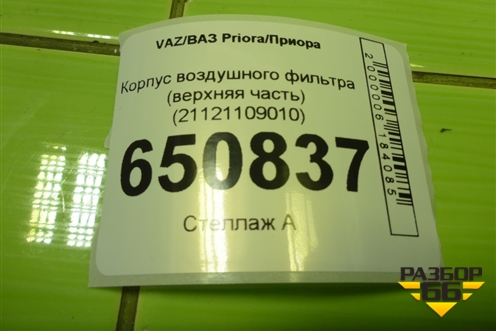 VAZ/ВАЗ Priora/Приора
Корпус воздушного фильтра
(верхняя часть)
(21121109010)
650837
Стеллаж А
2000006184085
РАЗБОР
66